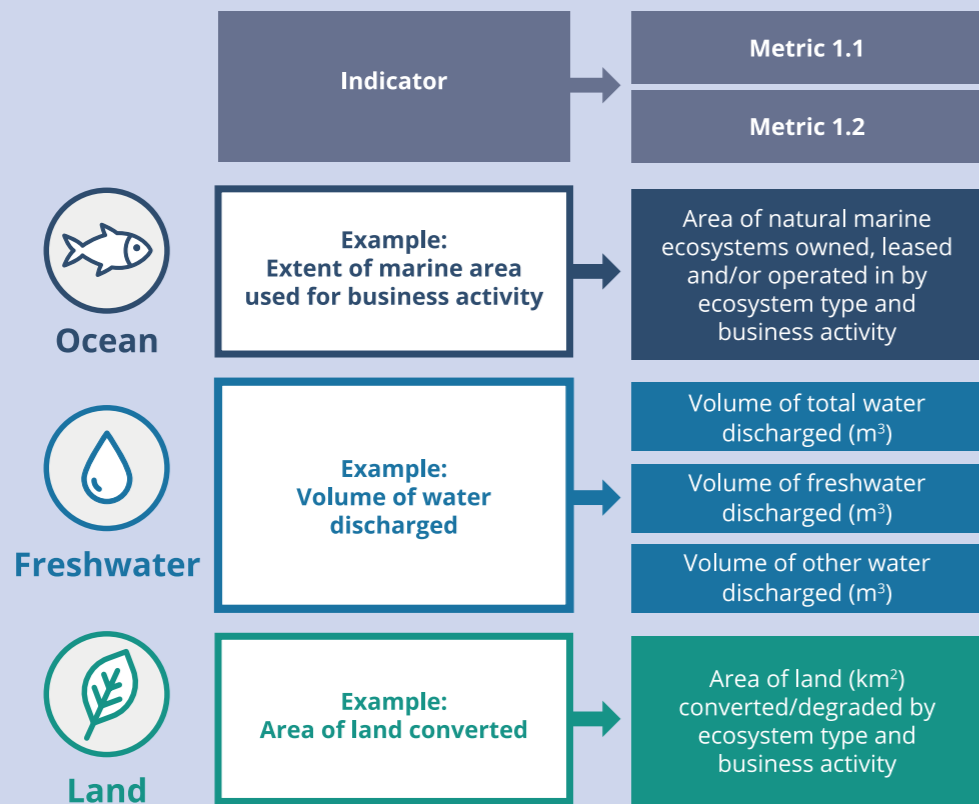 Indicator
Metric 1.1
Metric 1.2
Ocean
Example:
Extent of marine area
used for business activity
Area of natural marine
ecosystems owned, leased
and/or operated in by
ecosystem type and
business activity
Freshwater
Example:
Volume of water
discharged
Volume of total water
discharged (m³)
Volume of freshwater
discharged (m³)
Volume of other water
discharged (m³)
Land
Example:
Area of land converted
Area of land (km²)
converted/degraded by
ecosystem type and
business activity